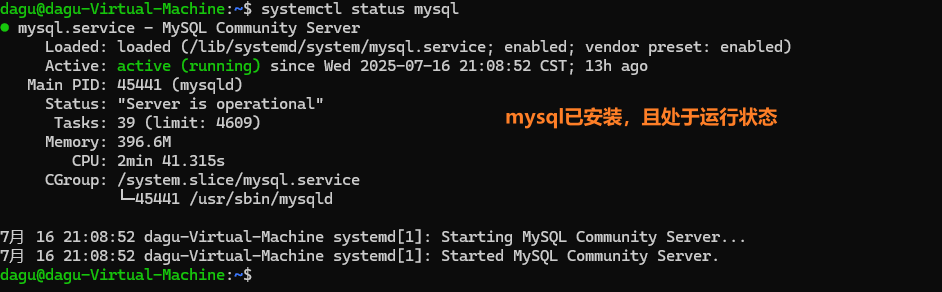 dagu@dagu-Virtual-Machine:~$ systemctl status mysql
● mysql.service - MySQL Community Server
     Loaded: loaded (/lib/systemd/system/mysql.service; enabled; vendor preset: enabled)
     Active: active (running) since Wed 2025-07-16 21:08:52 CST; 13h ago
   Main PID: 45441 (mysqld)
     Status: "Server is operational"
mysql已安装，且处于运行状态
      Tasks: 39 (limit: 4609)
     Memory: 396.6M
        CPU: 2min 41.315s
     CGroup: /system.slice/mysql.service
             └─45441 /usr/sbin/mysqld
7月 16 21:08:52 dagu-Virtual-Machine systemd[1]: Starting MySQL Community Server...
7月 16 21:08:52 dagu-Virtual-Machine systemd[1]: Started MySQL Community Server.
dagu@dagu-Virtual-Machine:~$